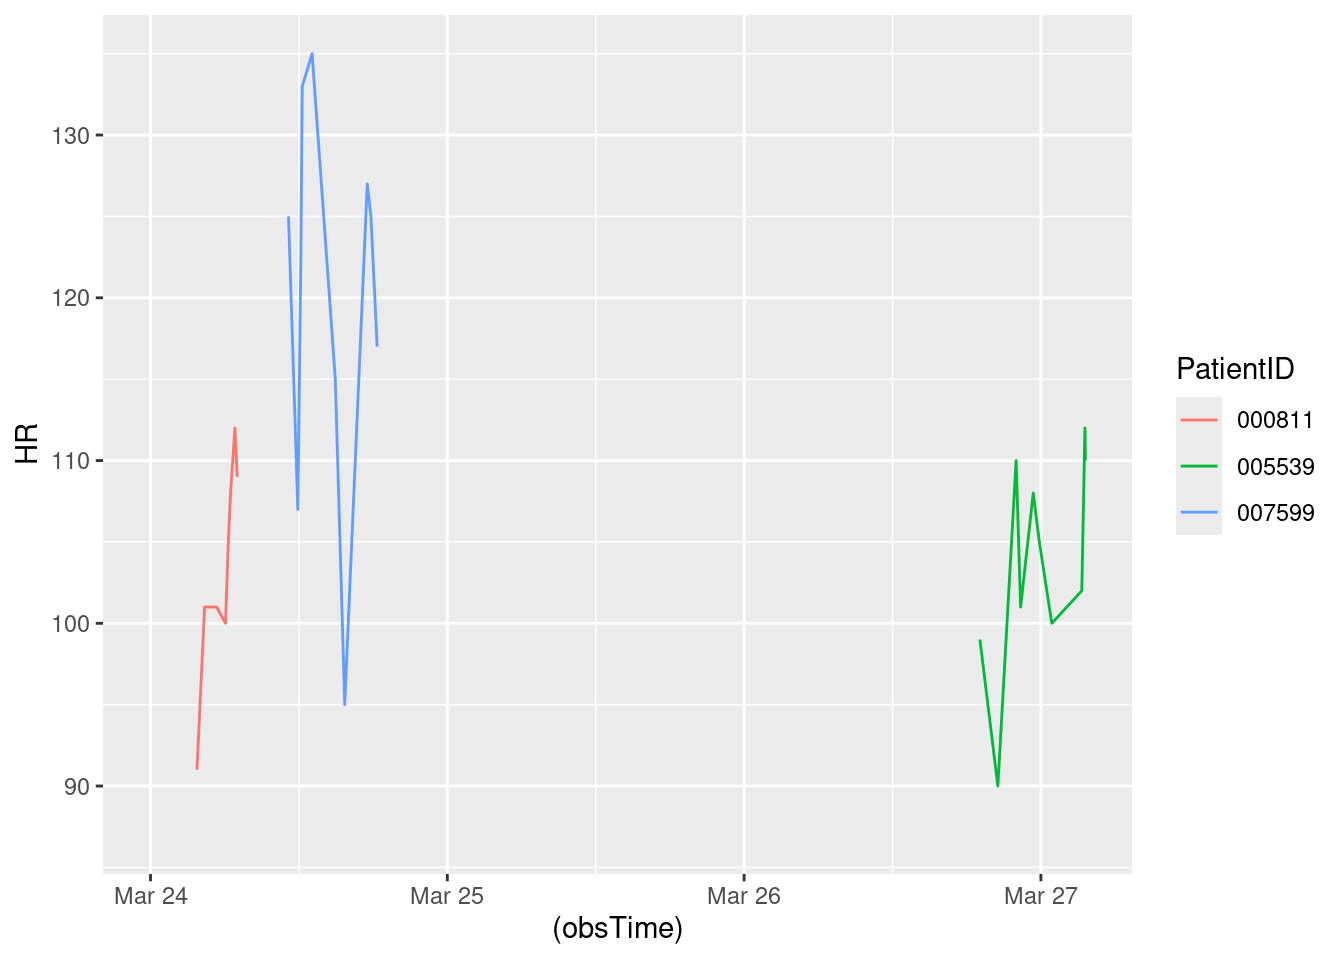 130
120
110
100
90
HR
Mar 24
Mar 25
Mar 26
Mar 27
(obsTime)
PatientID
000811
005539
007599